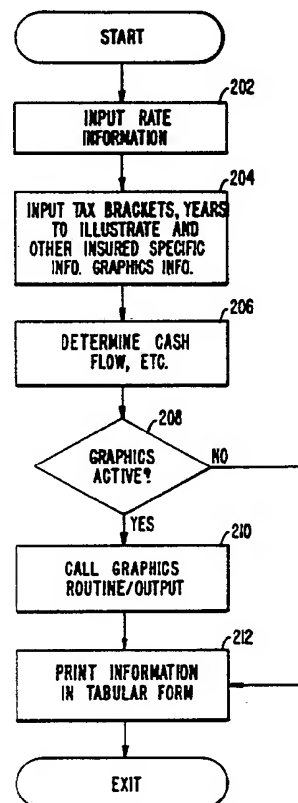 START
202
INPUT RATE
INFORMATION
204
INPUT TAX BRACKETS, YEARS
TO ILLUSTRATE AND
OTHER INSURED SPECIFIC
INFO. GRAPHICS INFO.
206
DETERMINE CASH
FLOW, ETC.
208
GRAPHICS
ACTIVE?
NO
YES
210
CALL GRAPHICS
ROUTINE/OUTPUT
212
PRINT INFORMATION
IN TABULAR FORM
EXIT